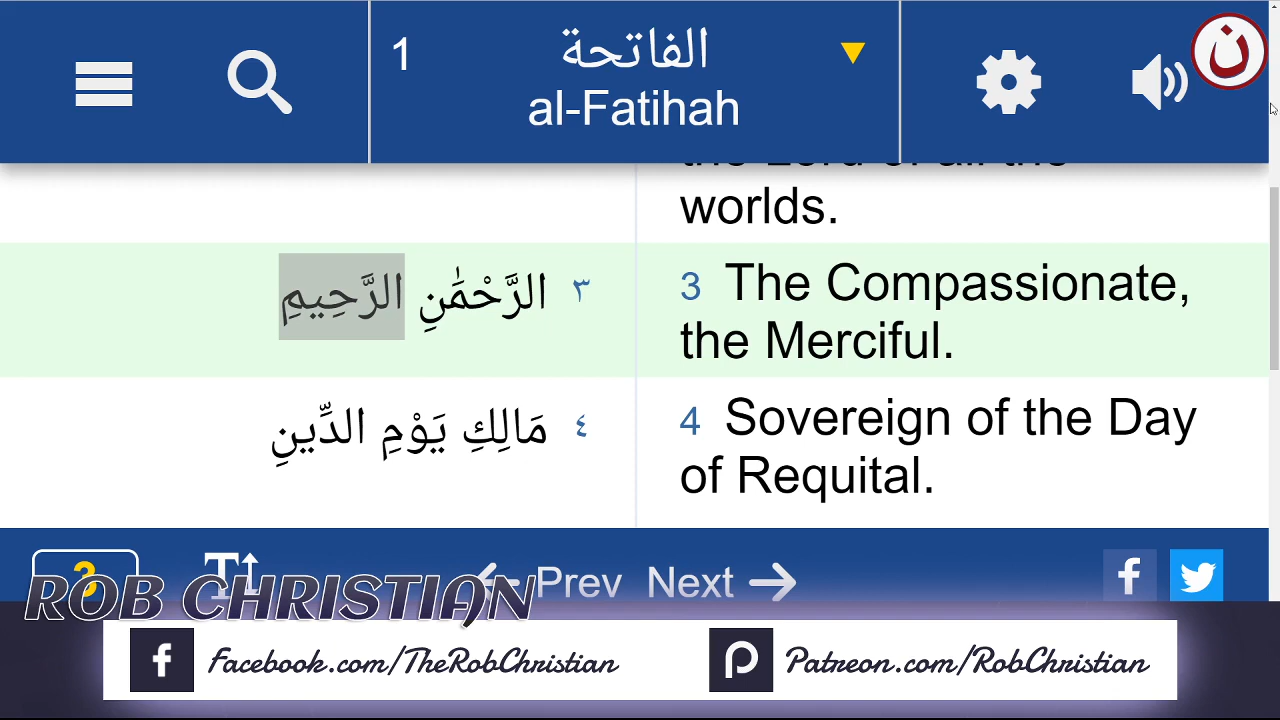 1
الفاتحة
al-Fatihah
ن
worlds.
٣ الرَّحْمَٰنِ الرَّحِيمِ
3 The Compassionate,
the Merciful.
٤ مَالِكِ يَوْمِ الدِّينِ
4 Sovereign of the Day
of Requital.
3
Prev Next
ROB CHRISTIAN
Facebook.com/TheRobChristian
Patreon.com/RobChristian